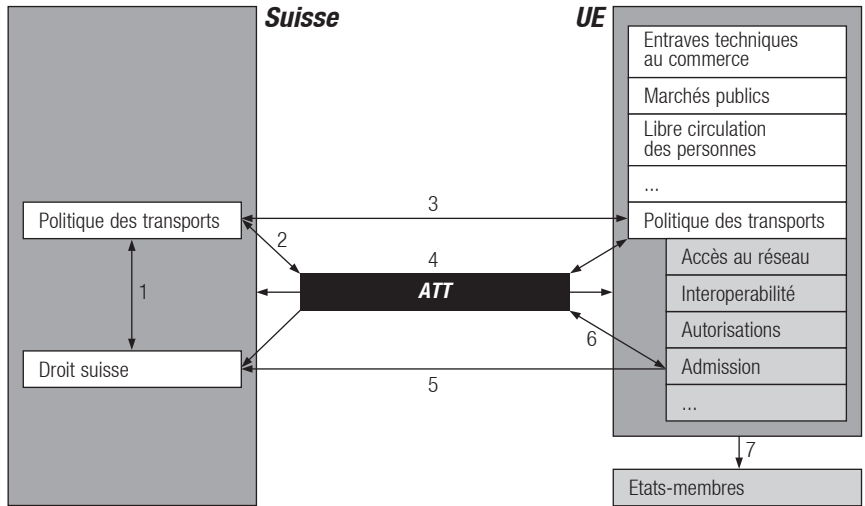 Suisse
UE
Entraves techniques
au commerce
Marchés publics
Libre circulation
des personnes
...
Politique des transports
3
Politique des transports
2
4
Accès au réseau
1
ATT
Interoperabilité
Autorisations
6
Droit suisse
Admission
5
...
7
Etats-membres